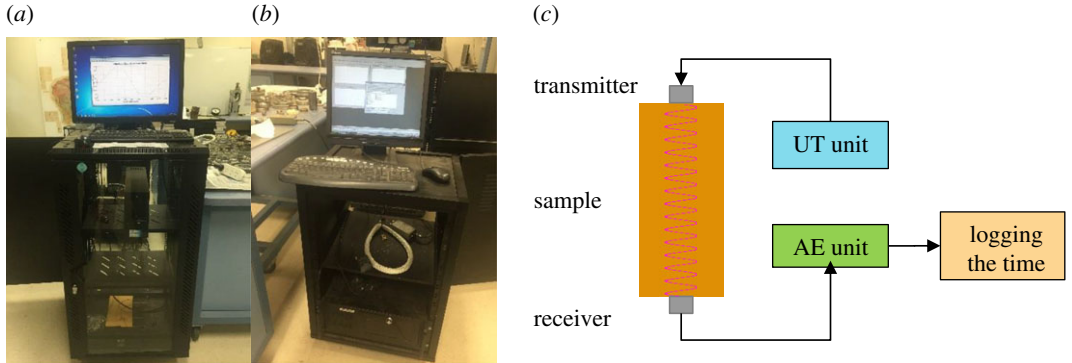 (a)
(b)
(c)
transmitter
UT unit
sample
AE unit
logging
the time
receiver